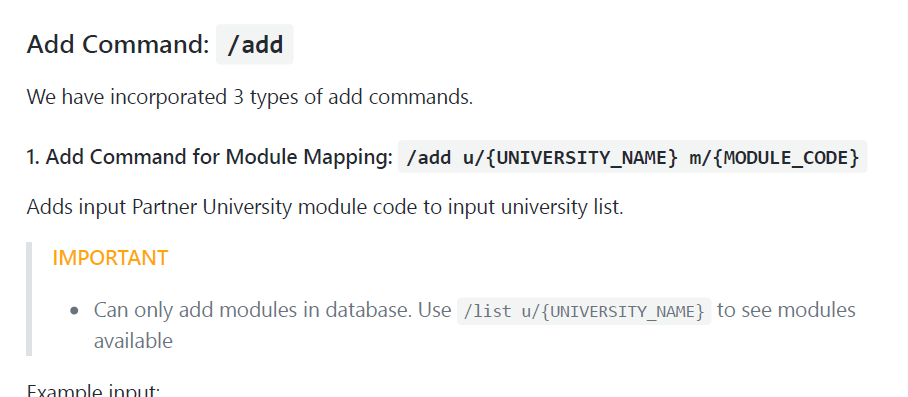 Add Command: /add
We have incorporated 3 types of add commands.
1. Add Command for Module Mapping: /add u/{UNIVERSITY_NAME} m/{MODULE_CODE}
Adds input Partner University module code to input university list.
IMPORTANT
• Can only add modules in database. Use /list u/{UNIVERSITY_NAME} to see modules
available
Example input: